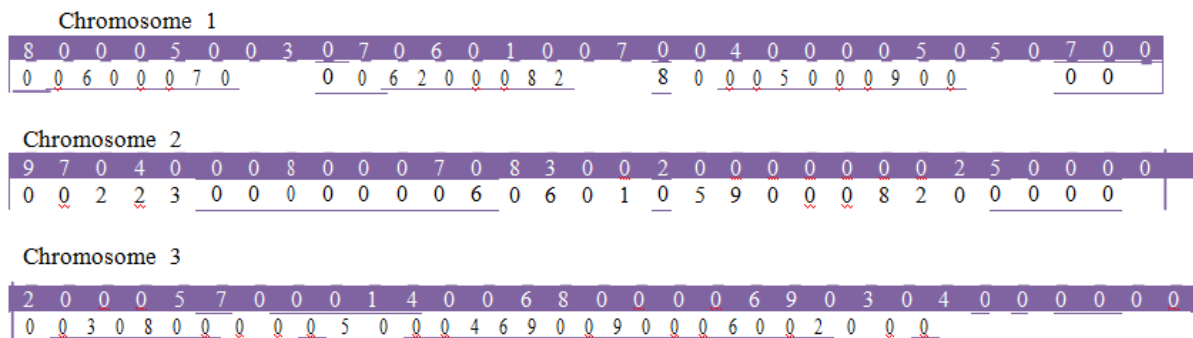 Chromosome 1
8 0 0 0 5 0 0 3 0 7 0 6 0 1 0 0 7 0 0 4 0 0 0 0 5 0 5 0 7 0 0
0 0 6 0 0 0 7 0 0 0 6 2 0 0 0 8 2 8 0 0 0 5 0 0 0 9 0 0 0 0
Chromosome 2
9 7 0 4 0 0 0 8 0 0 0 7 0 8 3 0 0 2 0 0 0 0 0 0 0 2 5 0 0 0 0
0 0 2 2 3 0 0 0 0 0 0 0 6 0 6 0 1 0 5 9 0 0 0 8 2 0 0 0 0 0
Chromosome 3
2 0 0 0 5 7 0 0 0 1 4 0 0 6 8 0 0 0 0 6 9 0 3 0 4 0 0 0 0 0 0
0 0 3 0 8 0 0 0 0 0 5 0 0 0 4 6 9 0 0 9 0 0 0 6 0 0 2 0 0 0